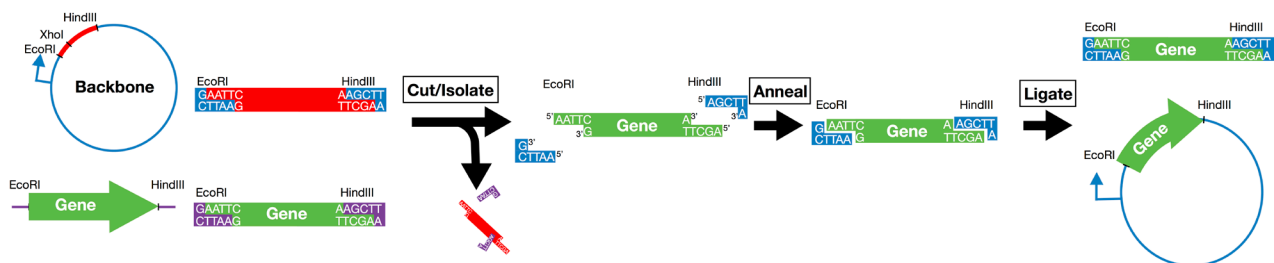 HindIII
XhoI
EcoRI
Backbone
EcoRI HindIII
GAATTC AAGCTT
CTTAAG TTCGAA
EcoRI HindIII
Gene
EcoRI HindIII
GAATTC AAGCTT
Gene
CTTAAG TTCGAA
Cut/Isolate
EcoRI HindIII
5' AGCTT
3'A
5' AATTC A 3'
Gene
3' G TTCGA 5'
G 3'
CTTAA 5'
Anneal
EcoRI HindIII
G AATTC A AGCTT
Gene
CTTAA G TTCGA A
Ligate
EcoRI HindIII
GAATTC AAGCTT
Gene
CTTAAG TTCGAA
HindIII
Gene
EcoRI